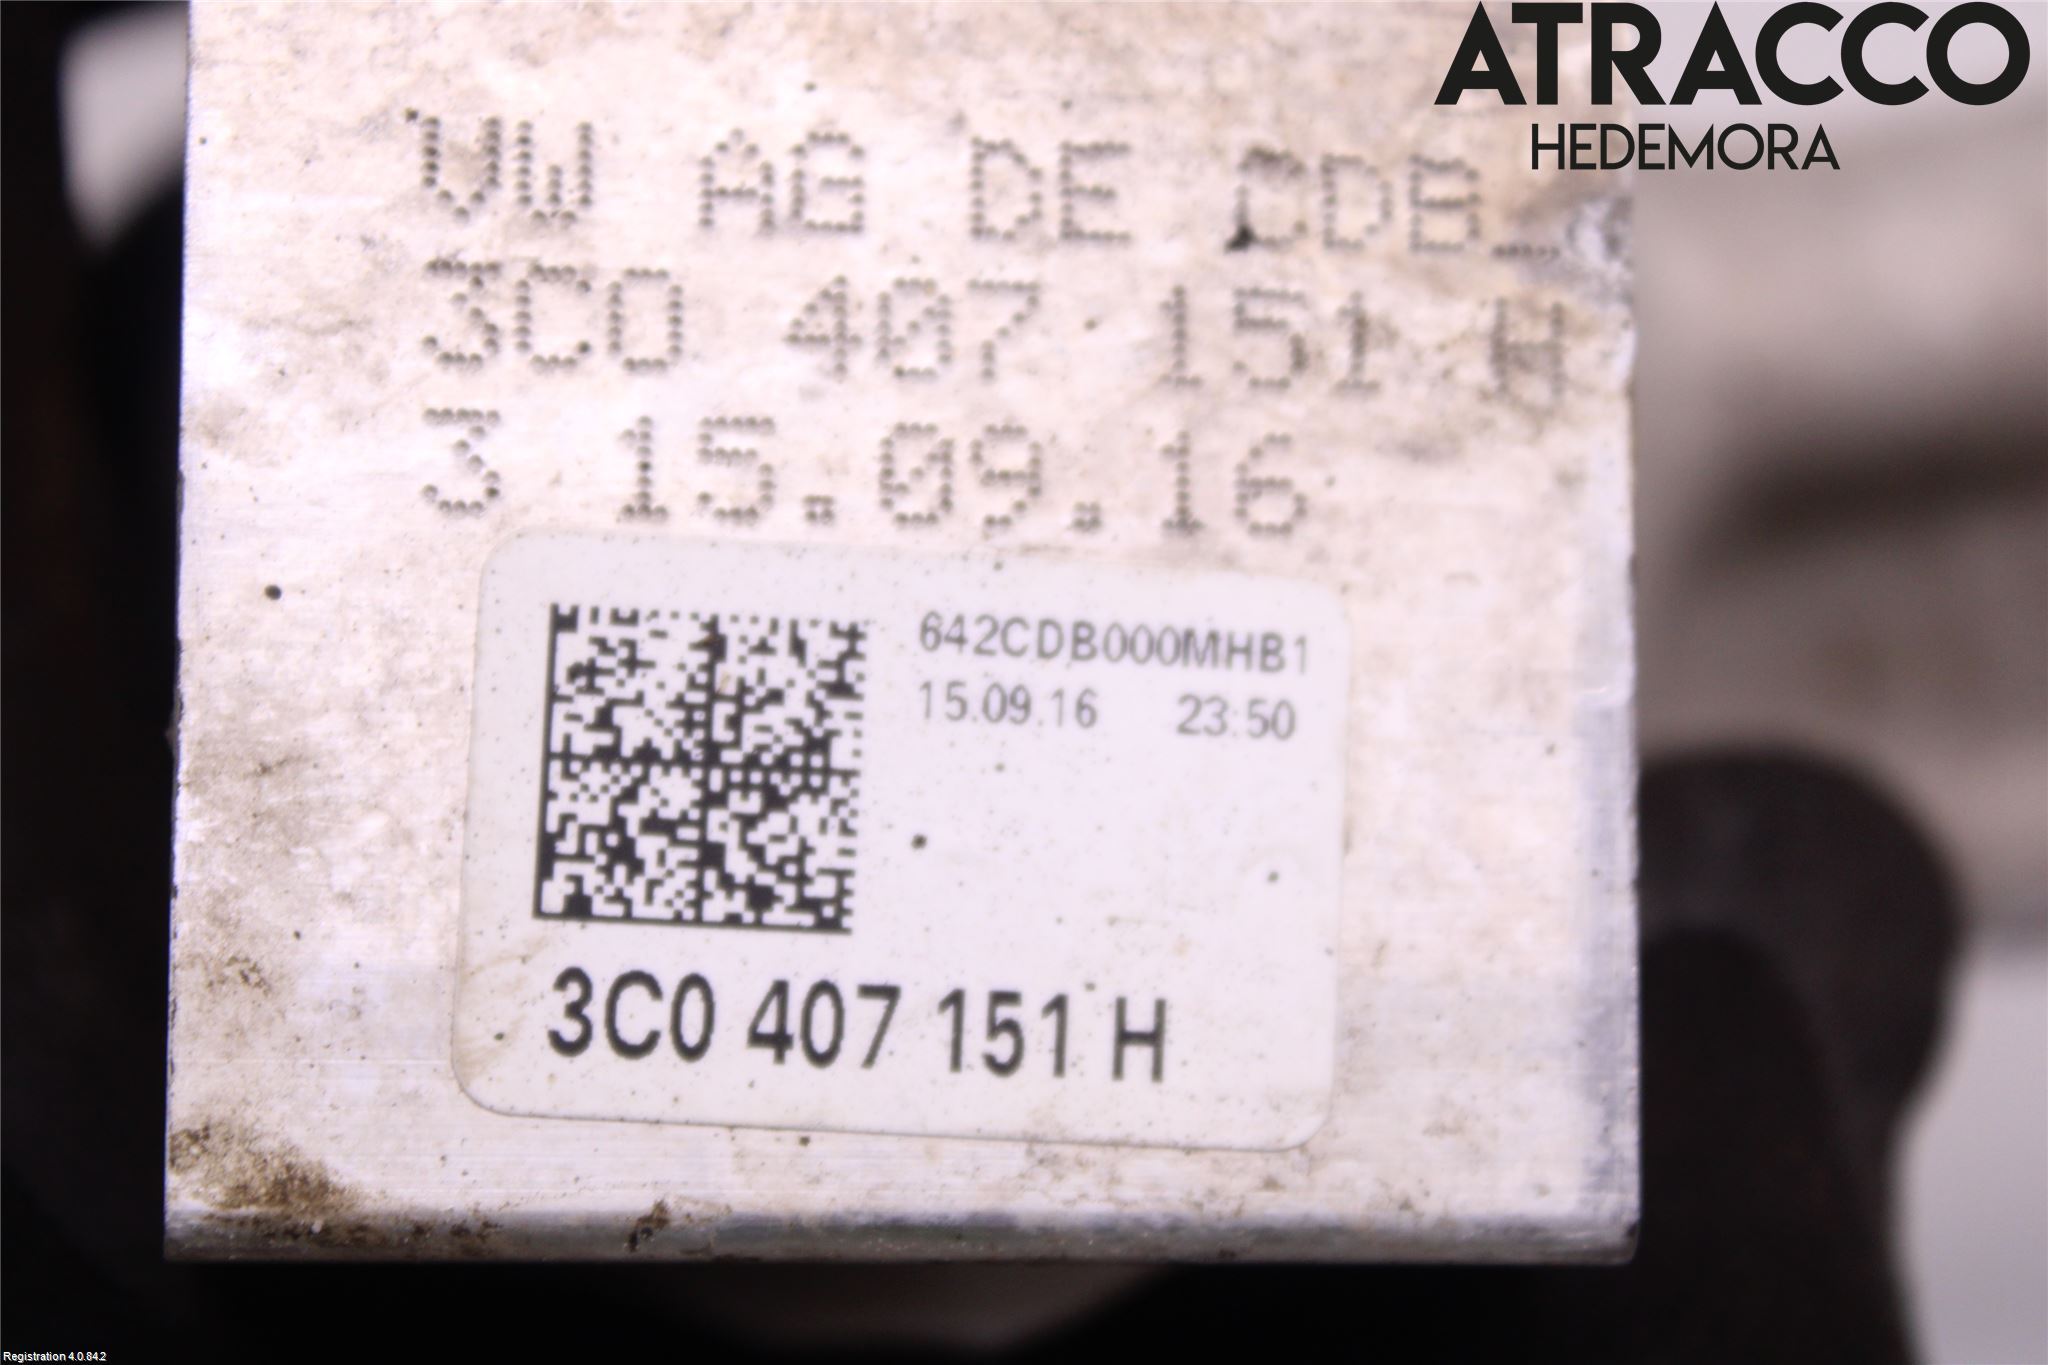 ATRACCO
HEDEMORA
VW AG DE CDB_
3C0 407 151 H
3 15.09.16
642CDB000MHB1
15.09.16 23:50
3C0 407 151 H
Registration 4.0.84.2